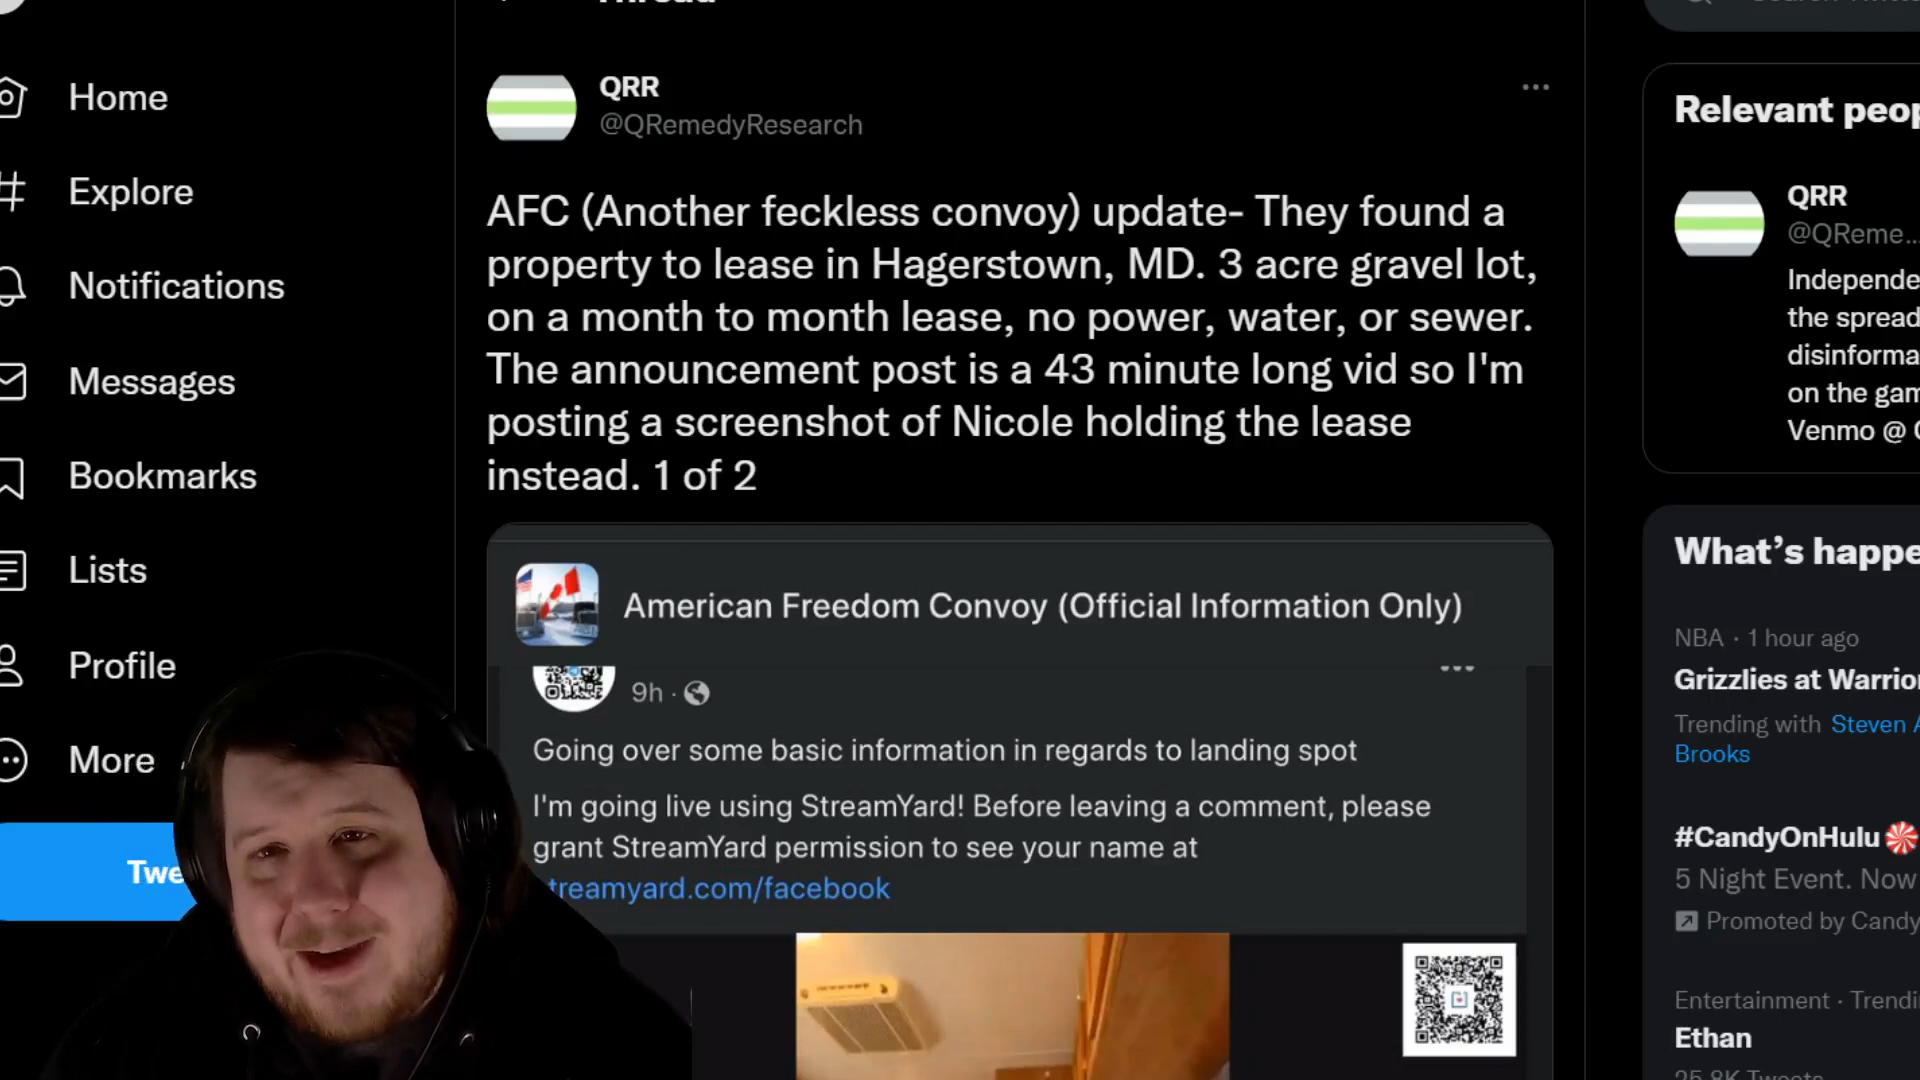 Home
Explore
Notifications
Messages
Bookmarks
Lists
Profile
More
Twe
QRR
@QRemedyResearch
AFC (Another feckless convoy) update- They found a
property to lease in Hagerstown, MD. 3 acre gravel lot,
on a month to month lease, no power, water, or sewer.
The announcement post is a 43 minute long vid so I'm
posting a screenshot of Nicole holding the lease
instead. 1 of 2
American Freedom Convoy (Official Information Only)
9h ·
Going over some basic information in regards to landing spot
I'm going live using StreamYard! Before leaving a comment, please
grant StreamYard permission to see your name at
treamyard.com/facebook
Relevant peop
QRR
@QReme...
Independe
the spread
disinforma
on the gam
Venmo @
What's happe
NBA · 1 hour ago
Grizzlies at Warrior
Trending with Steven A
Brooks
#CandyOnHulu
5 Night Event. Now
Promoted by Candy
Entertainment · Trendi
Ethan
25.8K Tweets